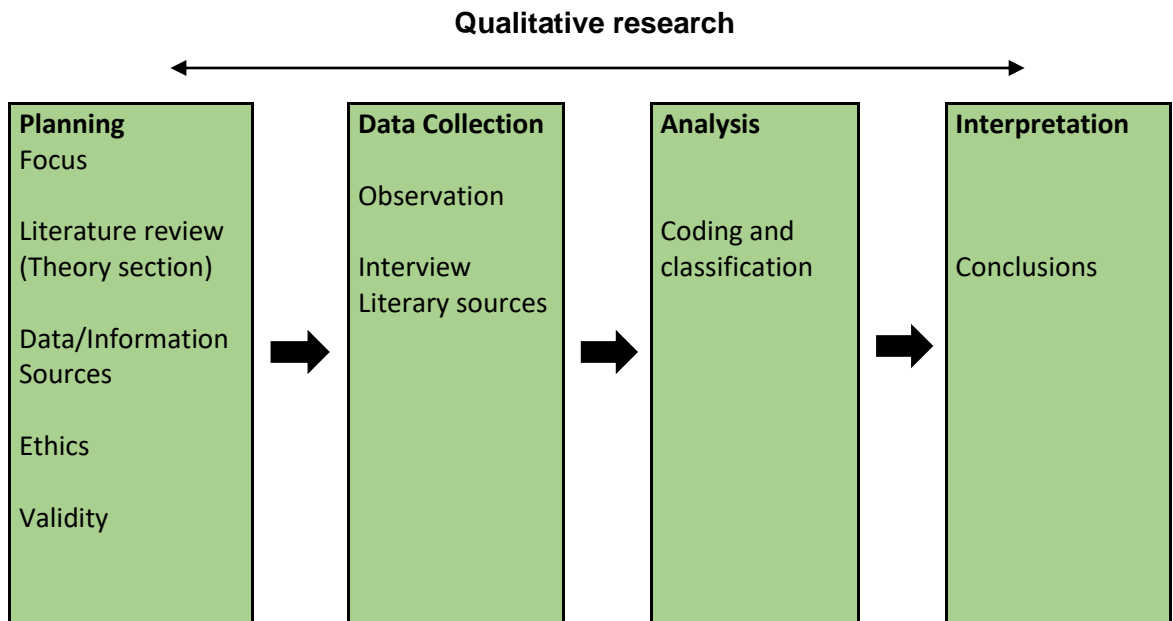 Qualitative research
Planning
Focus
Literature review
(Theory section)
Data/Information
Sources
Ethics
Validity
Data Collection
Observation
Interview
Literary sources
Analysis
Coding and
classification
Interpretation
Conclusions